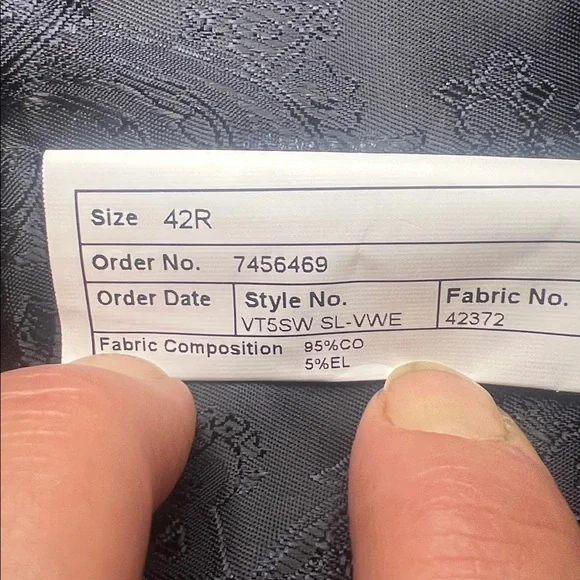 Size 42R
Order No. 7456469
Order Date Style No. Fabric No.
VT5SW SL-VWE 42372
Fabric Composition 95%CO
5%EL